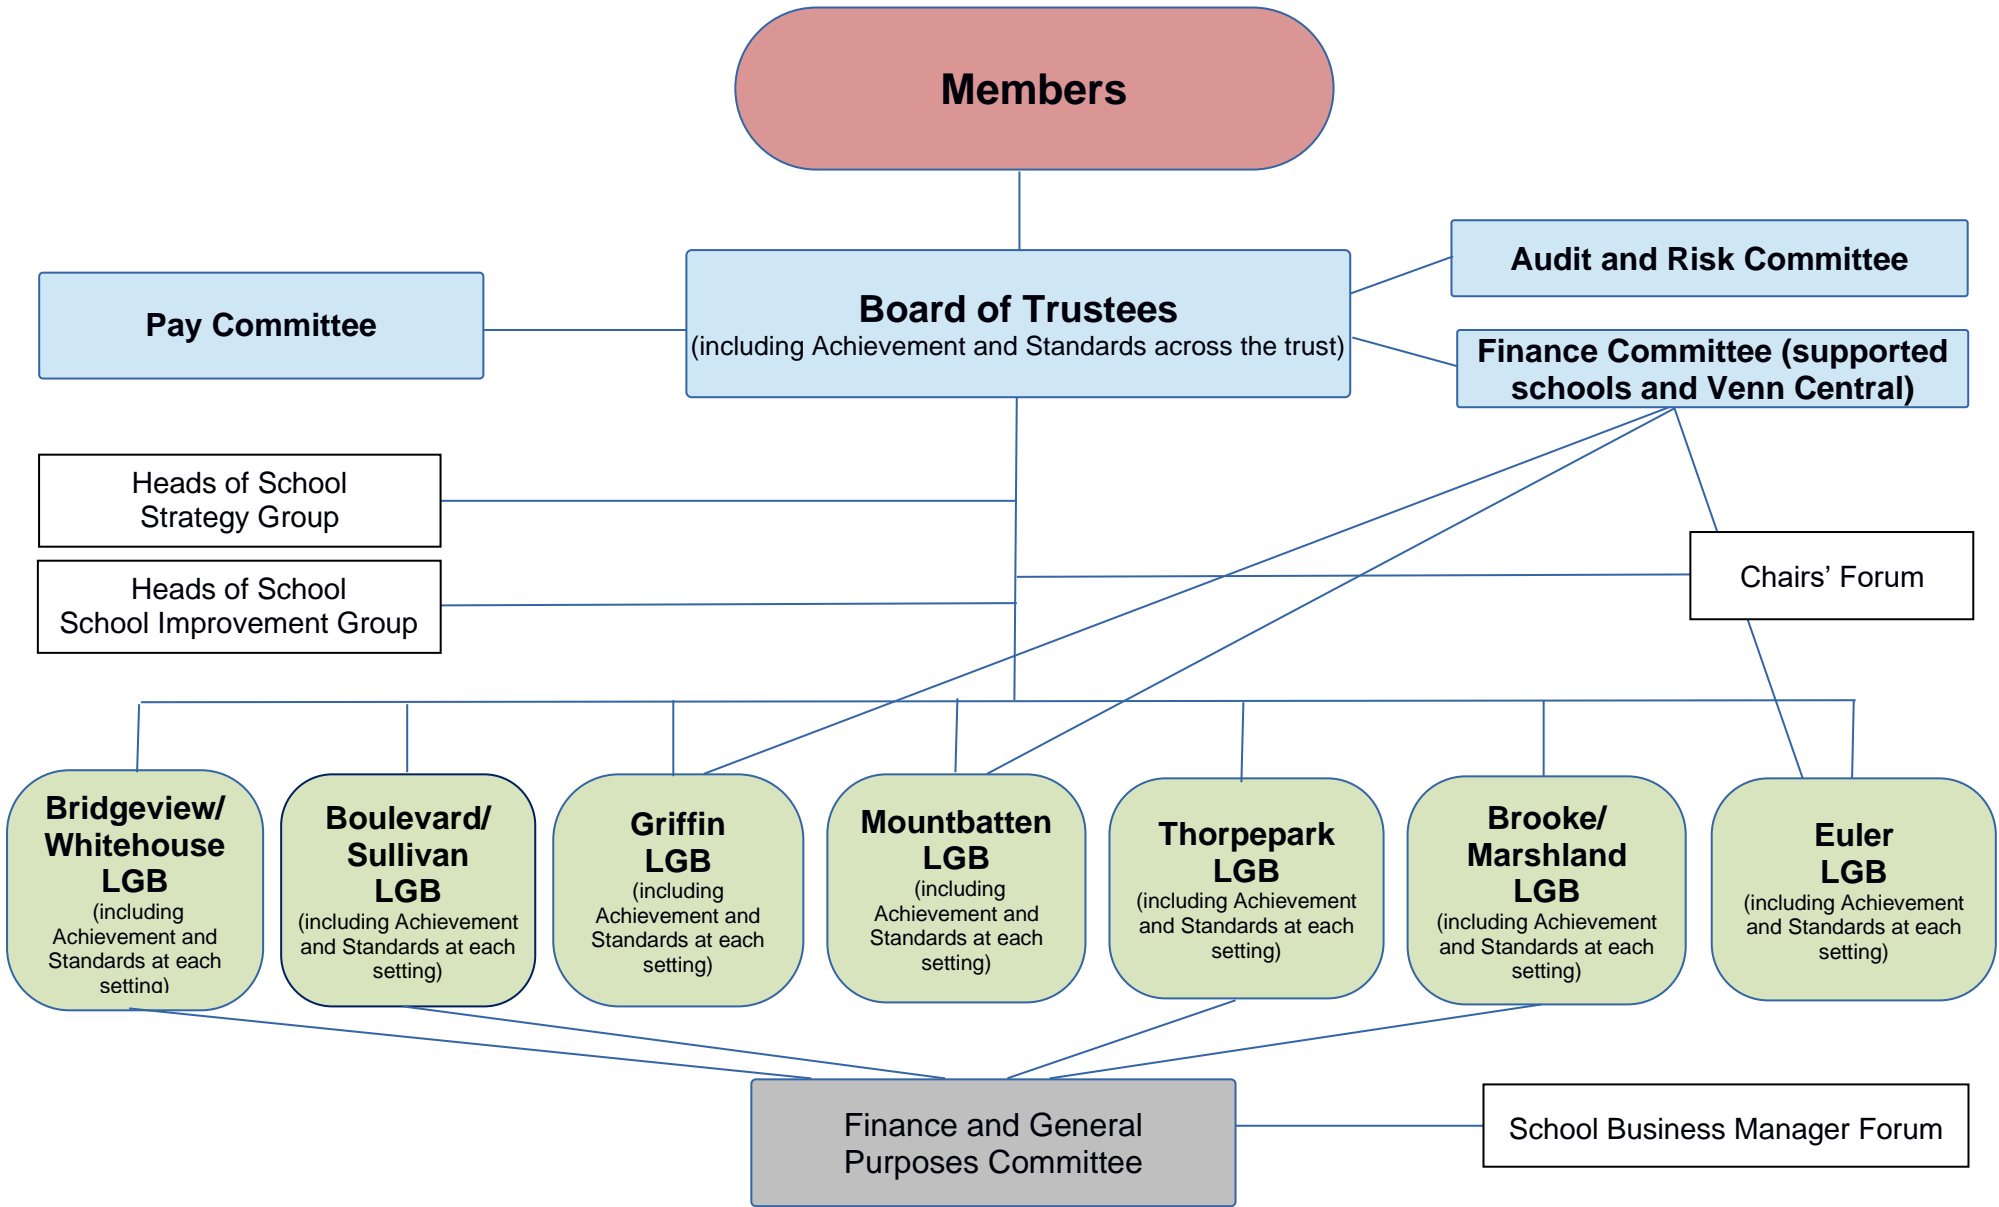 Members
Audit and Risk Committee
Pay Committee
Board of Trustees
(including Achievement and Standards across the trust)
Finance Committee (supported
schools and Venn Central)
Heads of School
Strategy Group
Heads of School
School Improvement Group
Chairs’ Forum
Bridgeview/
Whitehouse
LGB
(including
Achievement and
Standards at each
setting)
Boulevard/
Sullivan
LGB
(including Achievement
and Standards at each
setting)
Griffin
LGB
(including
Achievement and
Standards at each
setting)
Mountbatten
LGB
(including
Achievement and
Standards at each
setting)
Thorpepark
LGB
(including Achievement
and Standards at each
setting)
Brooke/
Marshland
LGB
(including Achievement
and Standards at each
setting)
Euler
LGB
(including Achievement
and Standards at each
setting)
Finance and General
Purposes Committee
School Business Manager Forum